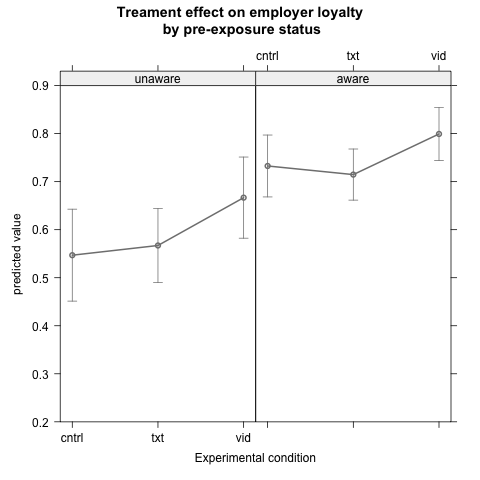 Treament effect on employer loyalty
by pre-exposure status
cntrl txt vid
unaware aware
0.9
0.8
0.7
0.6
0.5
0.4
0.3
0.2
predicted value
cntrl txt vid
Experimental condition